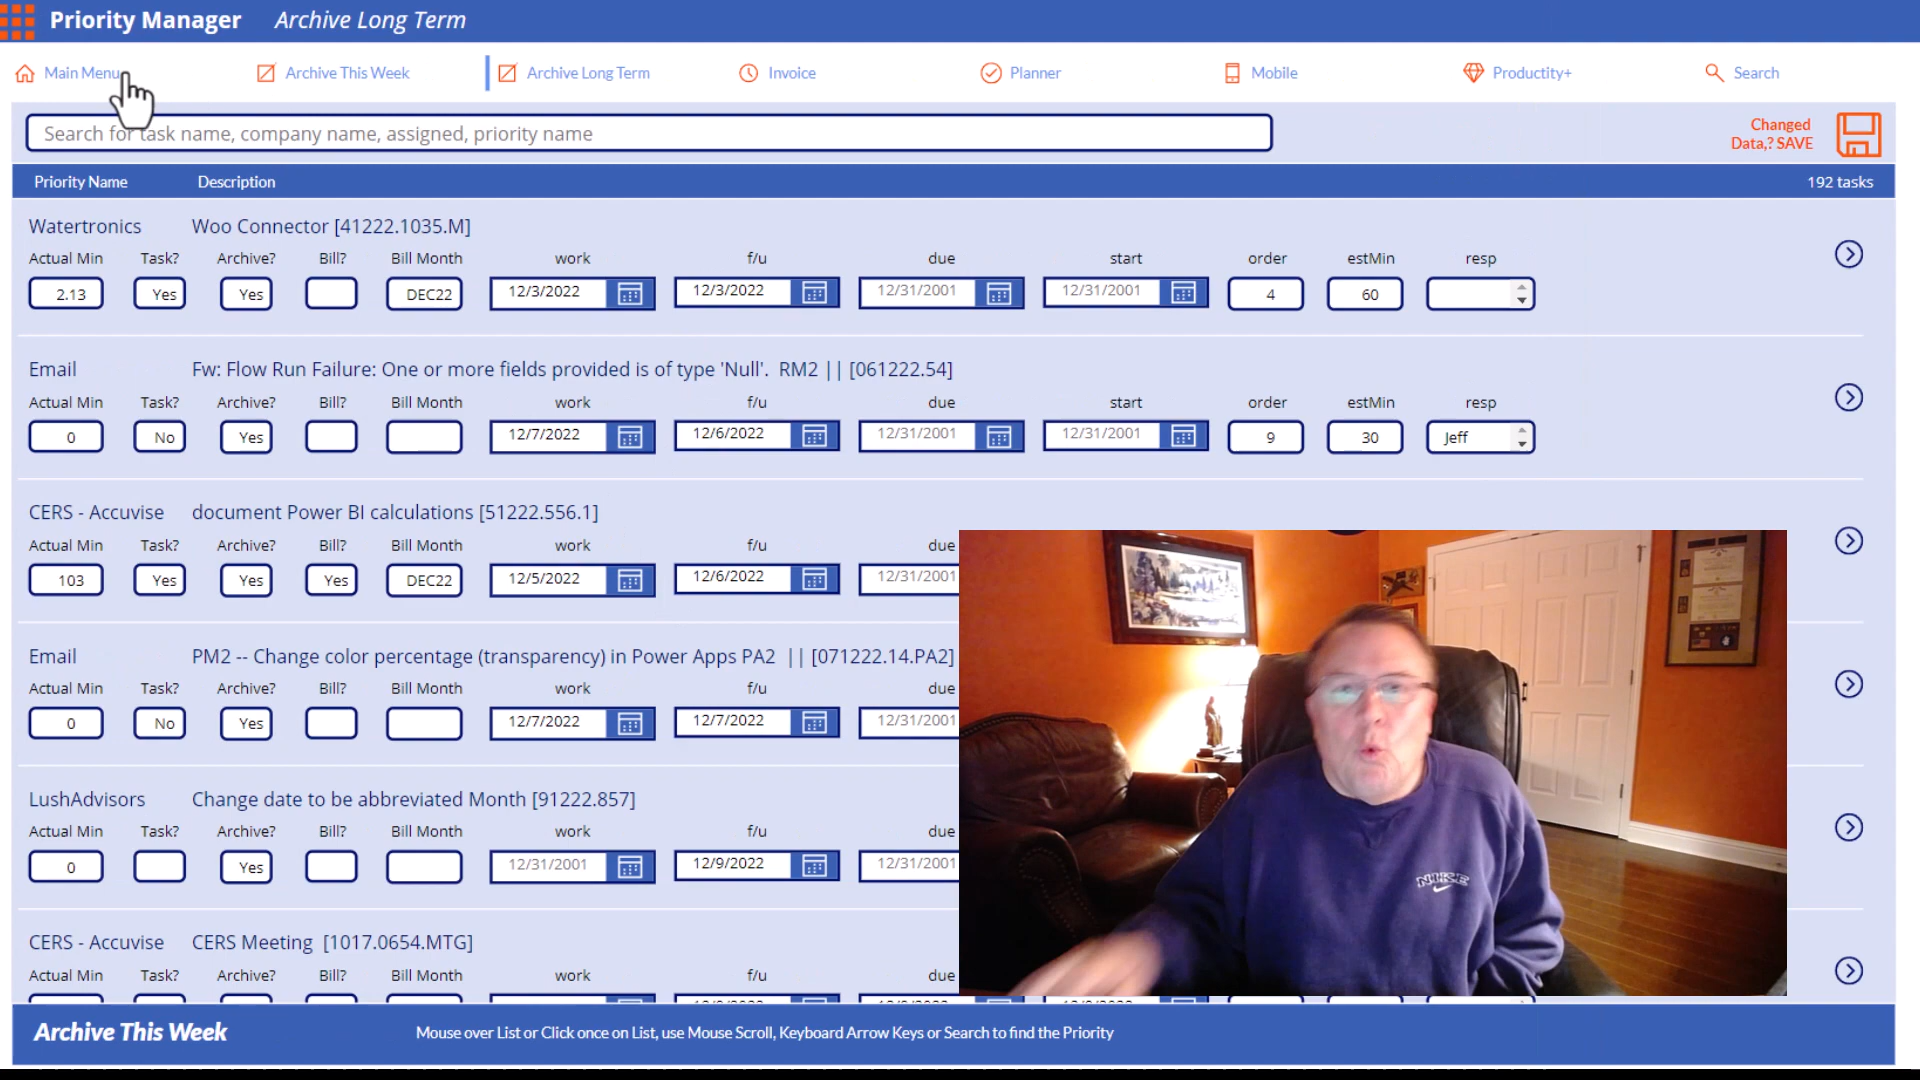 Priority Manager Archive Long Term
Main Menu Archive This Week Archive Long Term Invoice Planner Mobile Productity+ Search
Search for task name, company name, assigned, priority name
Changed
Data,? SAVE
Priority Name Description 192 tasks
Watertronics Woo Connector [41222.1035.M]
Actual Min Task? Archive? Bill? Bill Month work f/u due start order estMin resp
2.13 Yes Yes DEC22 12/3/2022 12/3/2022 12/31/2001 12/31/2001 4 60
Email Fw: Flow Run Failure: One or more fields provided is of type 'Null'. RM2 || [061222.54]
Actual Min Task? Archive? Bill? Bill Month work f/u due start order estMin resp
0 No Yes 12/7/2022 12/6/2022 12/31/2001 12/31/2001 9 30 Jeff
CERS - Accuvise document Power BI calculations [51222.556.1]
Actual Min Task? Archive? Bill? Bill Month work f/u due
103 Yes Yes Yes DEC22 12/5/2022 12/6/2022 12/31/2001
Email PM2 -- Change color percentage (transparency) in Power Apps PA2 || [071222.14.PA2]
Actual Min Task? Archive? Bill? Bill Month work f/u due
0 No Yes 12/7/2022 12/7/2022 12/31/2001
LushAdvisors Change date to be abbreviated Month [91222.857]
Actual Min Task? Archive? Bill? Bill Month work f/u due
0 Yes 12/31/2001 12/9/2022 12/31/2001
NIKE
CERS - Accuvise CERS Meeting [1017.0654.MTG]
Actual Min Task? Archive? Bill? Bill Month work f/u due
Archive This Week Mouse over List or Click once on List, use Mouse Scroll, Keyboard Arrow Keys or Search to find the Priority